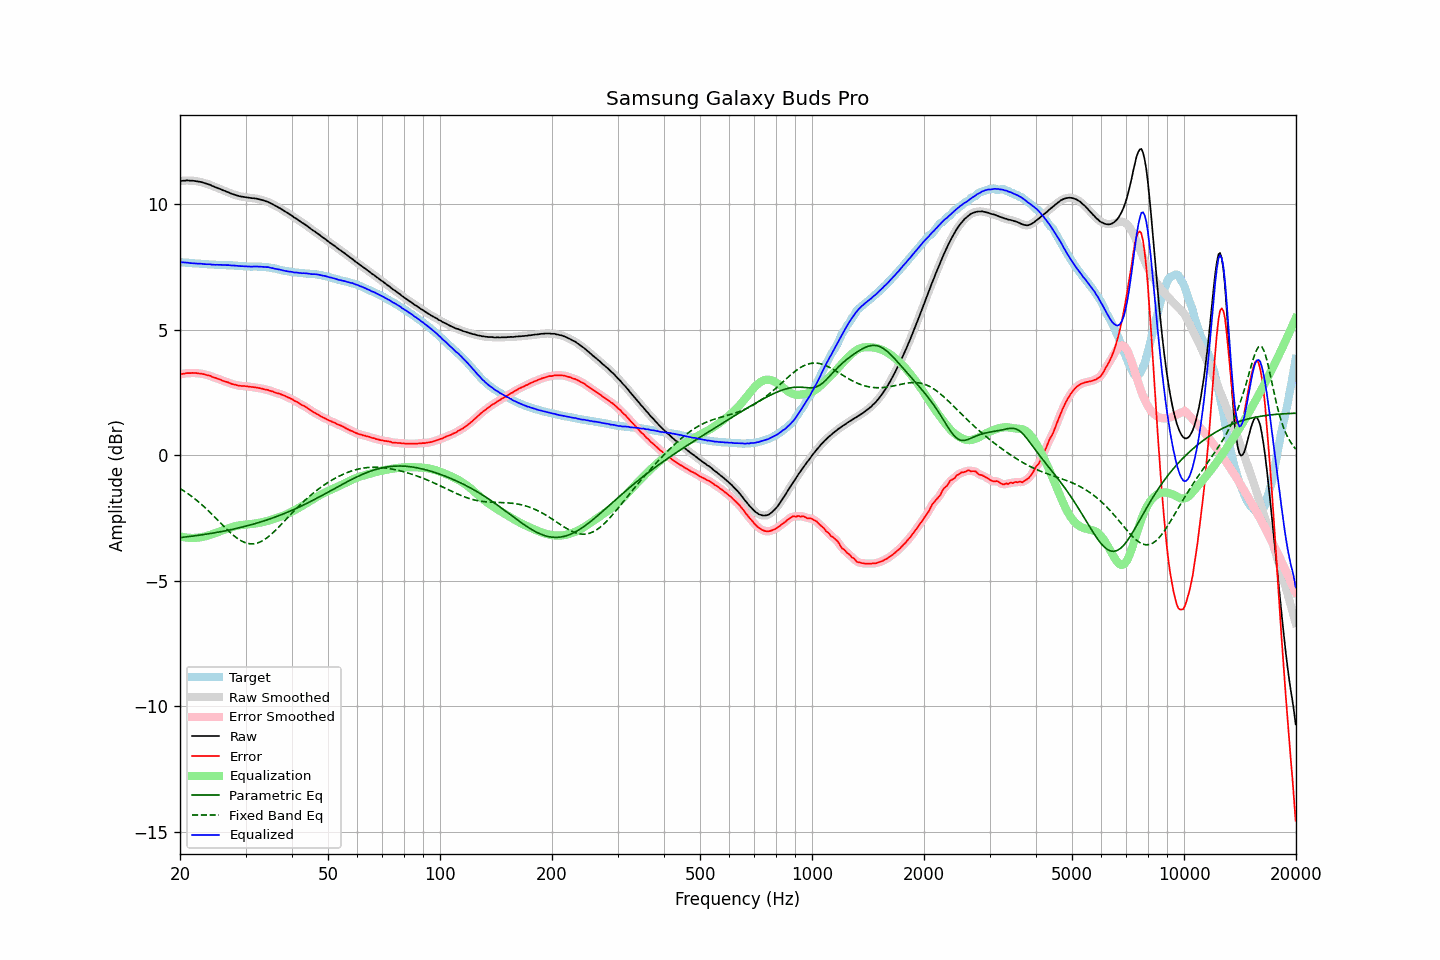 Samsung Galaxy Buds Pro
Amplitude (dBr)
10
5
0
−5
−10
−15
Target
Raw Smoothed
Error Smoothed
Raw
Error
Equalization
Parametric Eq
Fixed Band Eq
Equalized
20 50 100 200 500 1000 2000 5000 10000 20000
Frequency (Hz)